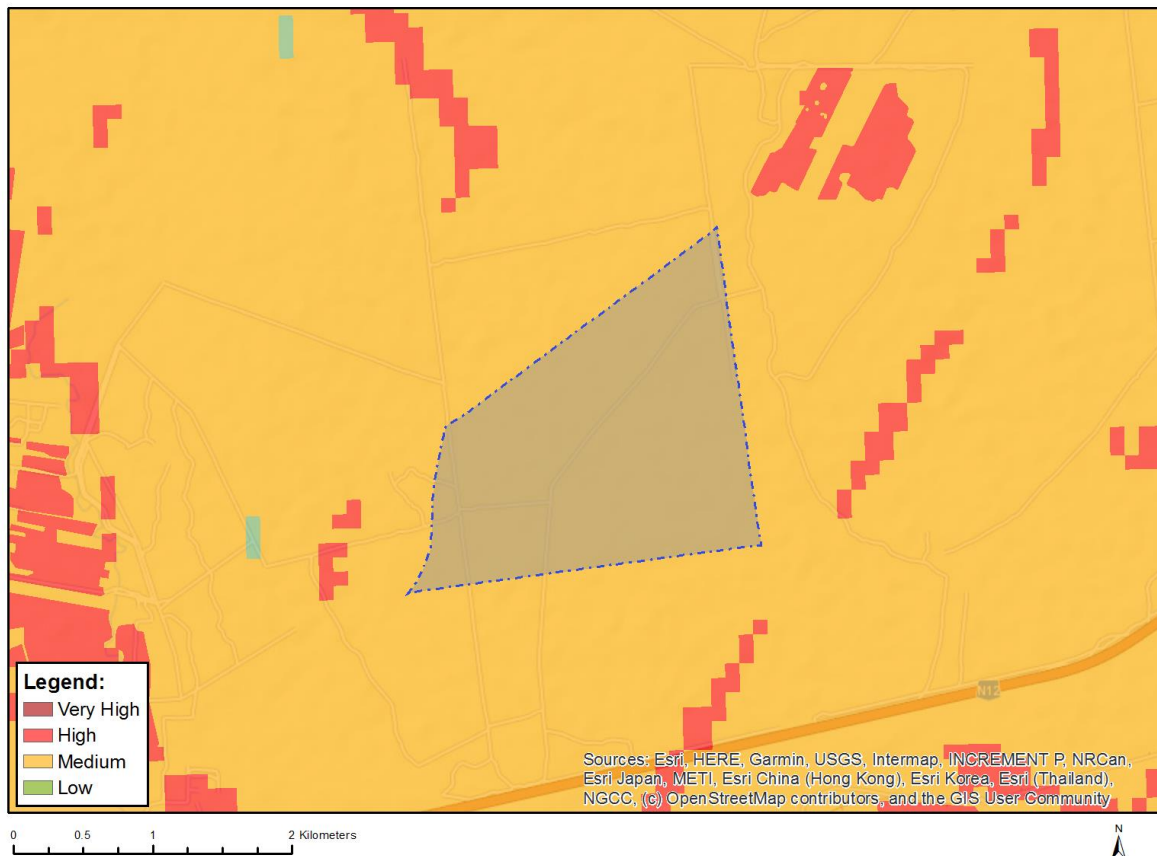 N12
Legend:
Very High
High
Medium
Low
Sources: Esri, HERE, Garmin, USGS, Intermap, INCREMENT P, NRCan,
Esri Japan, METI, Esri China (Hong Kong), Esri Korea, Esri (Thailand),
NGCC, (c) OpenStreetMap contributors, and the GIS User Community
0 0.5 1 2 Kilometers
N